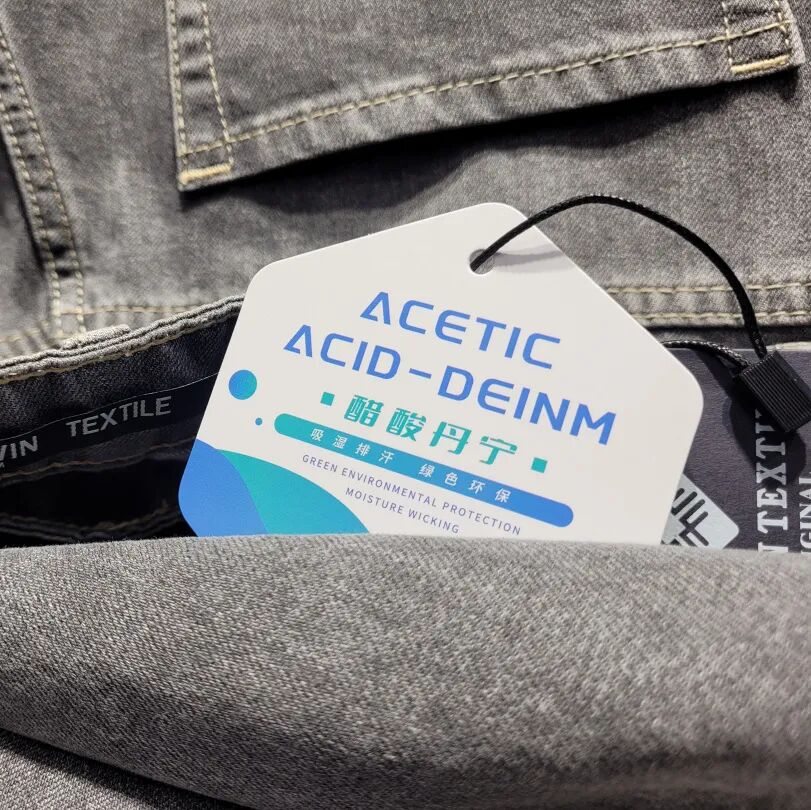 ACETIC
ACID-DEINM
醋酸丹宁
吸湿排汗 绿色环保
GREEN ENVIRONMENTAL PROTECTION
MOISTURE WICKING
WIN TEXTILE